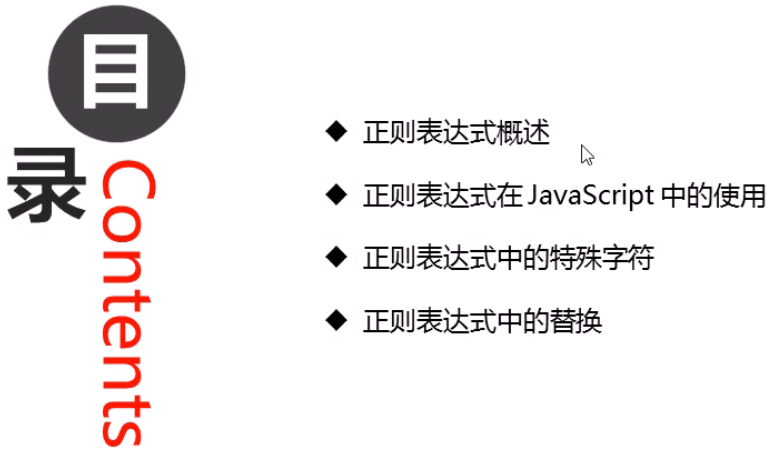 目录
Contents
◆ 正则表达式概述
◆ 正则表达式在 JavaScript 中的使用
◆ 正则表达式中的特殊字符
◆ 正则表达式中的替换